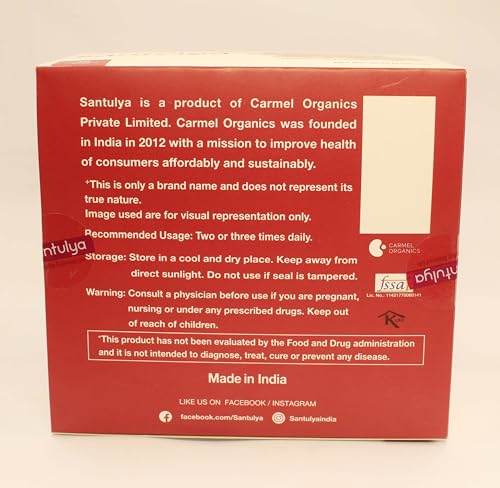 Santulya is a product of Carmel Organics
Private Limited. Carmel Organics was founded
in India in 2012 with a mission to improve health
of consumers affordably and sustainably.
*This is only a brand name and does not represent its
true nature.
Image used are for visual representation only.
Recommended Usage: Two or three times daily.
Storage: Store in a cool and dry place. Keep away from
direct sunlight. Do not use if seal is tampered.
Warning: Consult a physician before use if you are pregnant,
nursing or under any prescribed drugs. Keep out
of reach of children.
*This product has not been evaluated by the Food and Drug administration
and it is not intended to diagnose, treat, cure or prevent any disease.
Made in India
LIKE US ON FACEBOOK / INSTAGRAM
facebook.com/Santulya
Santulyaindia
CARMEL
ORGANICS
fssai
Lic. No.:
K
ntulya
Santulya